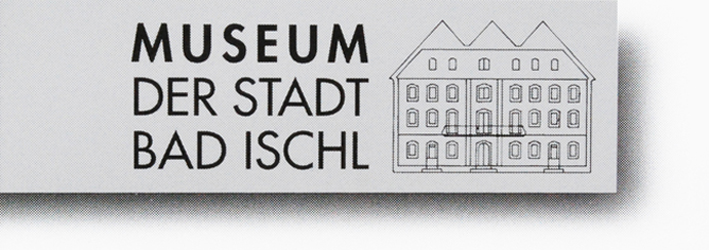 MUSEUM
DER STADT
BAD ISCHL